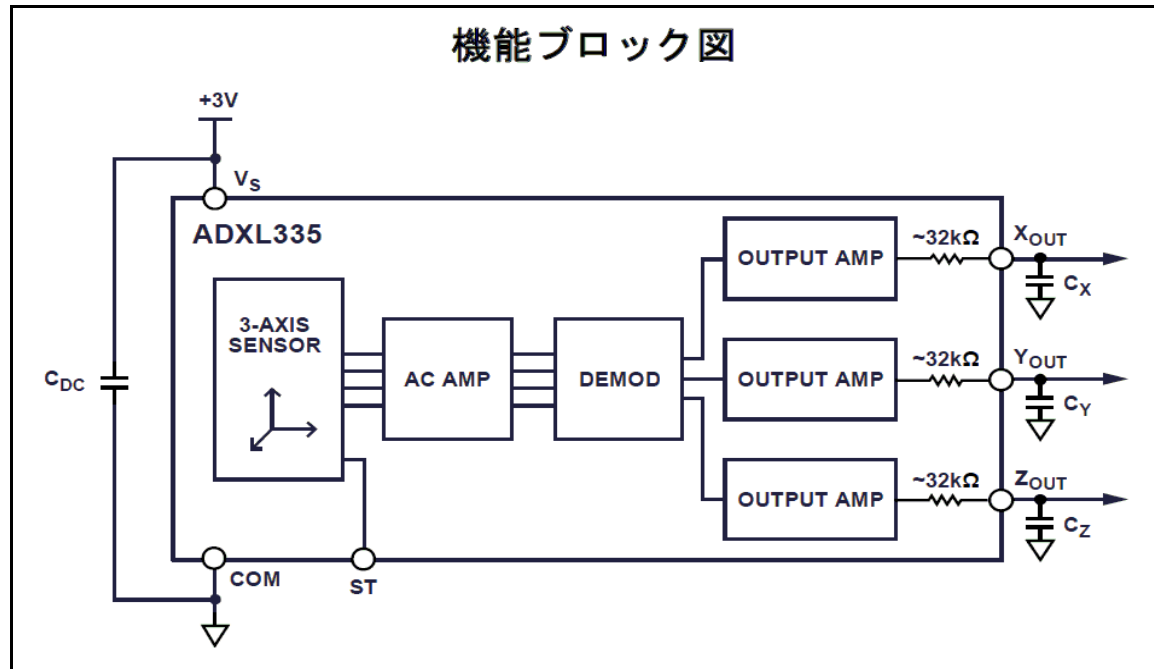 機能ブロック図
+3V
VS
ADXL335
3-AXIS
SENSOR
AC AMP
DEMOD
OUTPUT AMP
~32kΩ
XOUT
CX
OUTPUT AMP
~32kΩ
YOUT
CY
OUTPUT AMP
~32kΩ
ZOUT
CZ
CDC
COM
ST